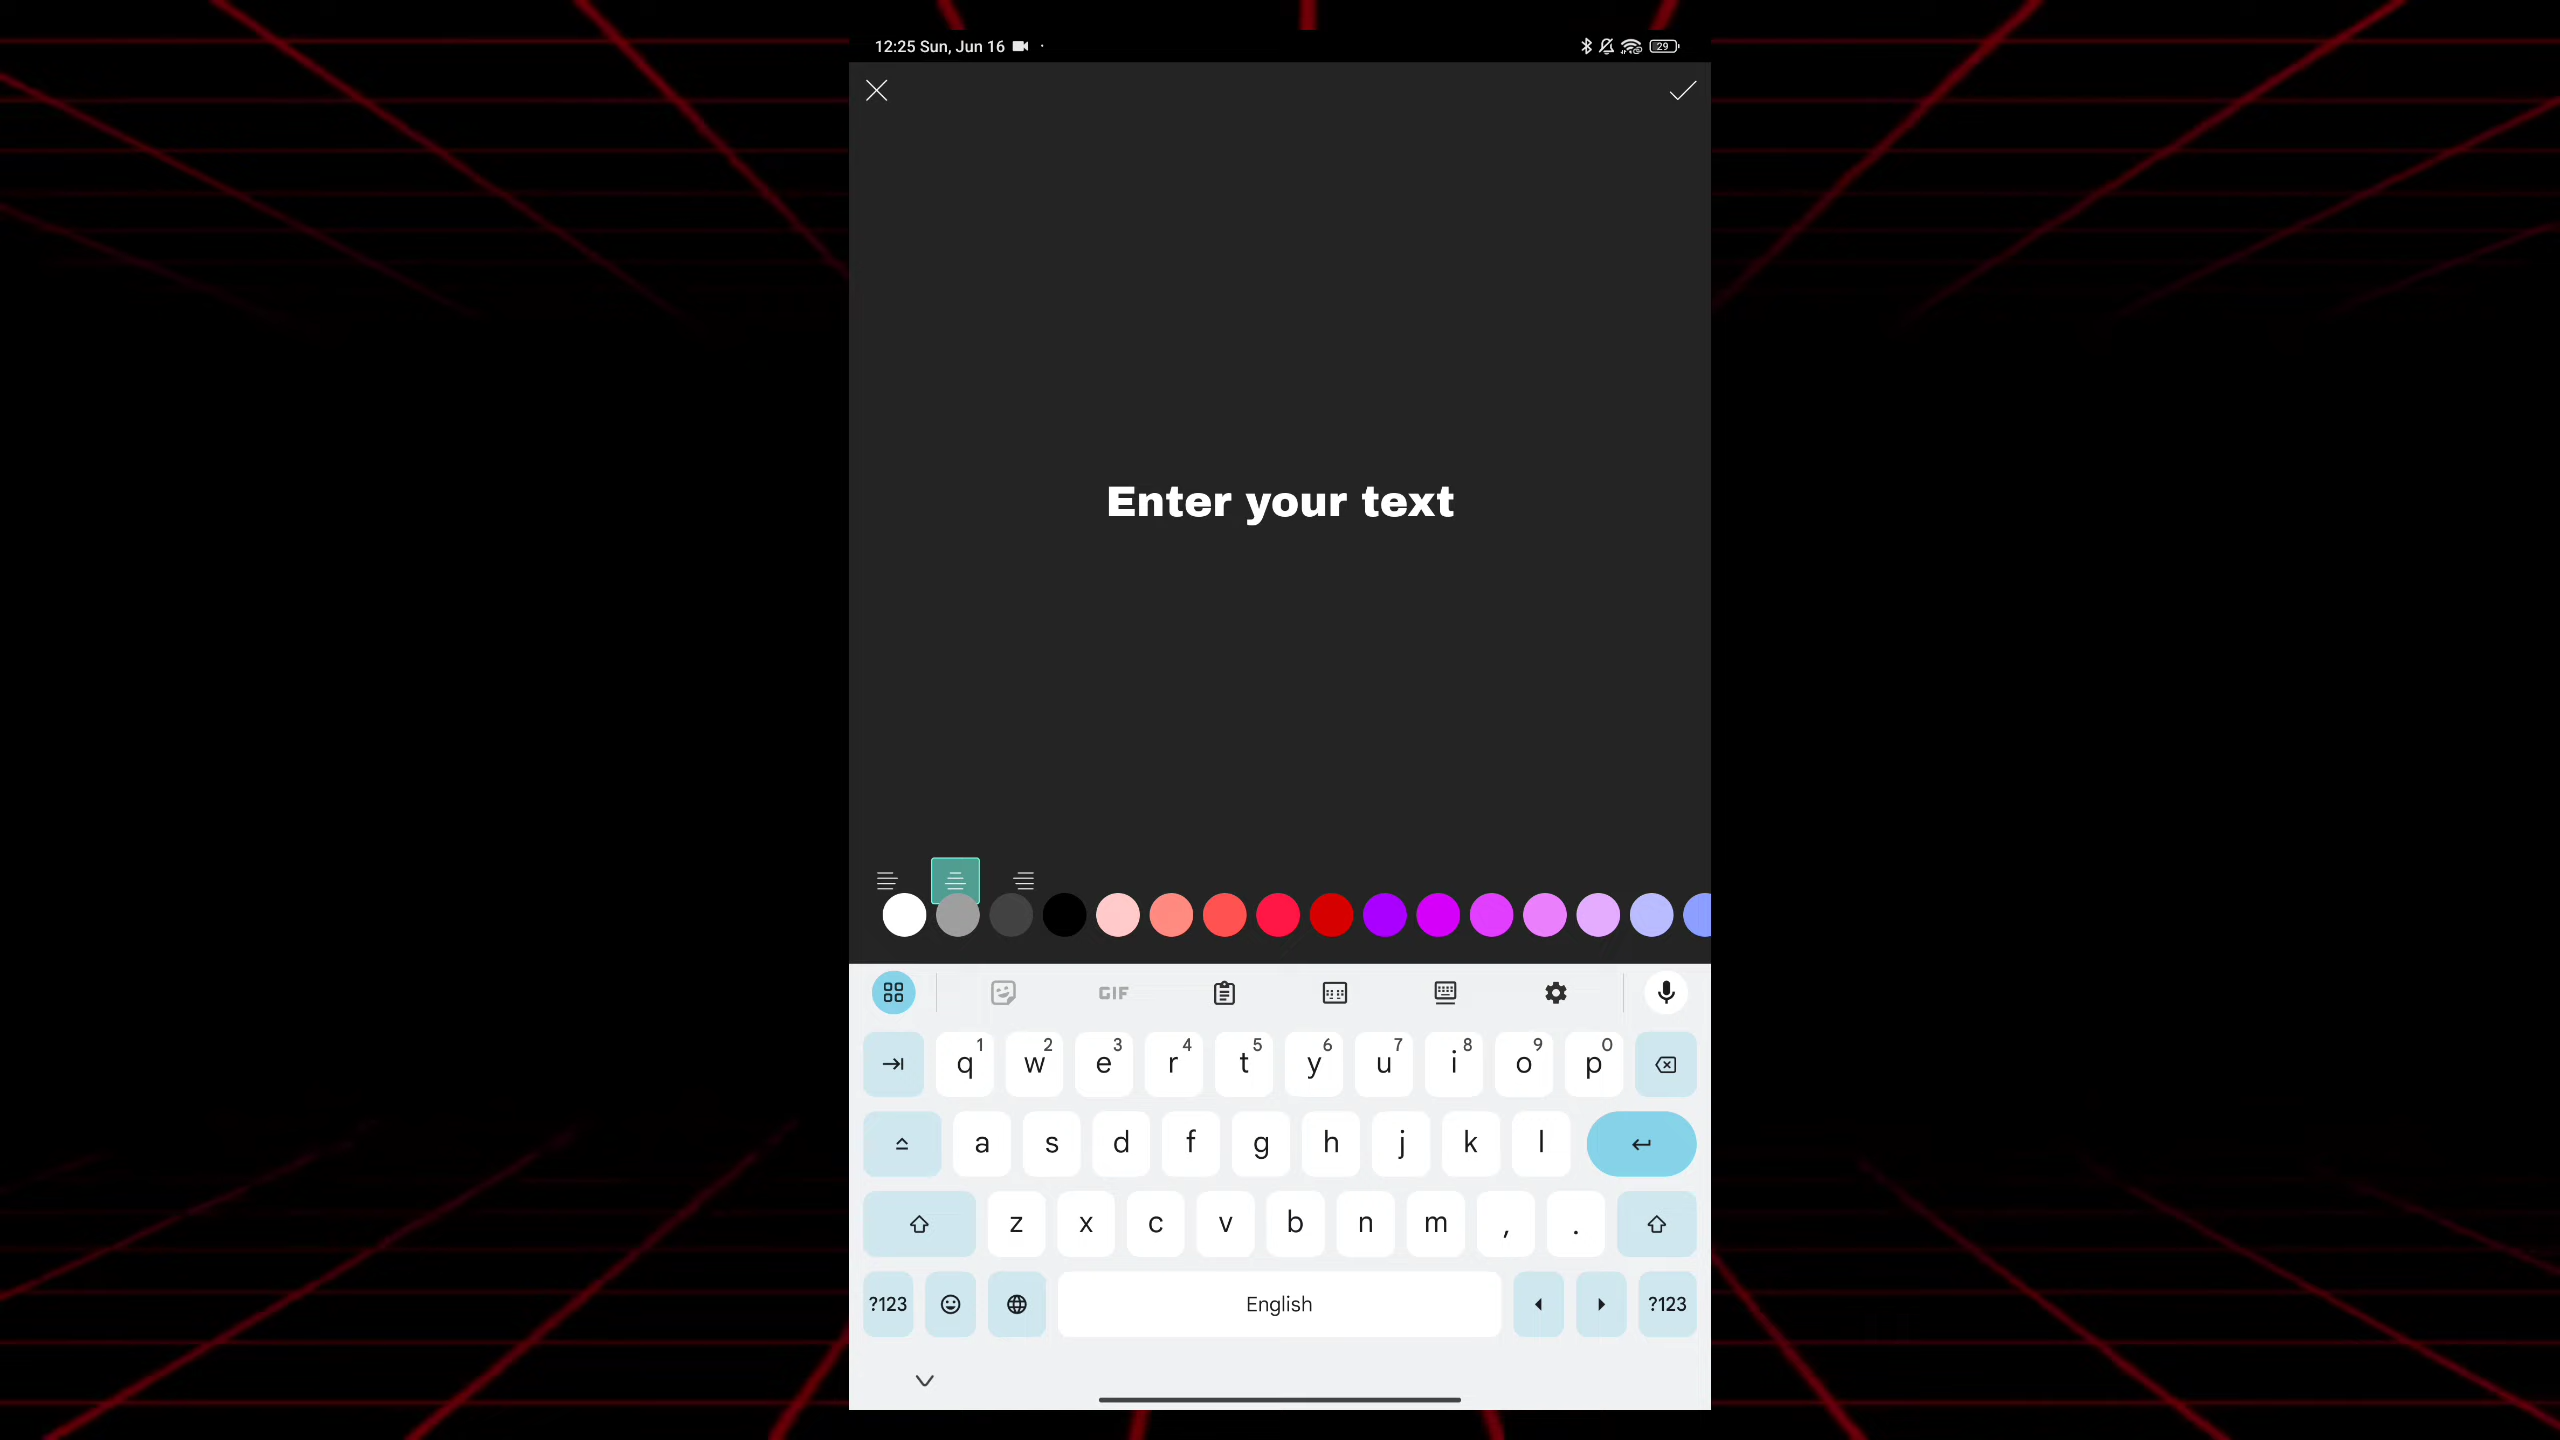 12:25 Sun, Jun 16
29
Enter your text
GIF
q 1 w 2 e 3 r 4 t 5 y 6 u 7 i 8 o 9 p 0
a s d f g h j k l
z x c v b n m , .
?123 English ?123